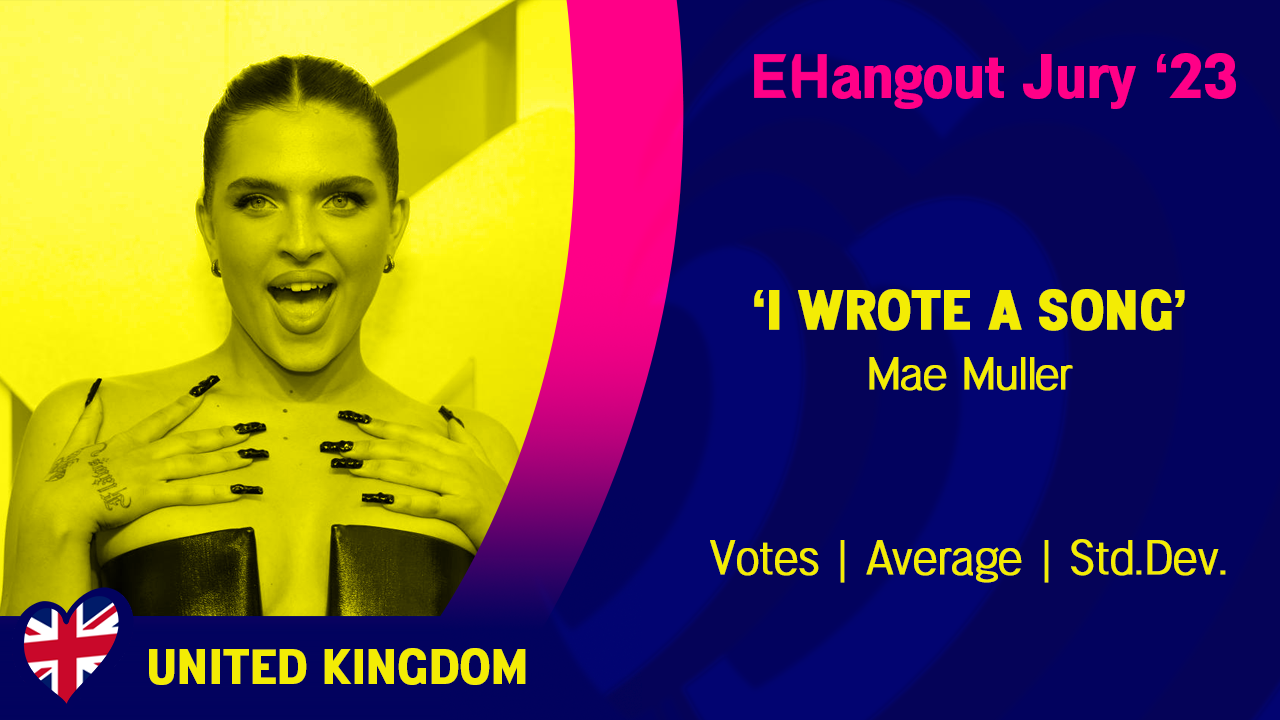 EHangout Jury ‘23
‘I WROTE A SONG’
Mae Muller
Votes | Average | Std.Dev.
UNITED KINGDOM